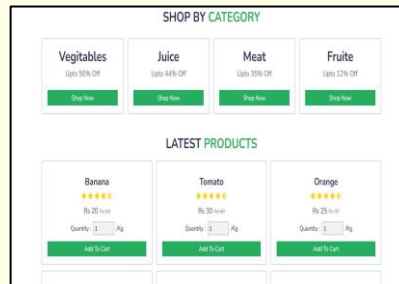 SHOP BY CATEGORY
Vegitables Juice Meat Fruite
Upto 50% Off Upto 44% Off Upto 35% Off Upto 12% Off
Shop Now Shop Now Shop Now Shop Now
LATEST PRODUCTS
Banana Tomato Orange
Rs 20 Rs 30 Rs 25
Quantity: 1 /Kg Quantity: 1 /Kg Quantity: 1 /Kg
Add To Cart Add To Cart Add To Cart